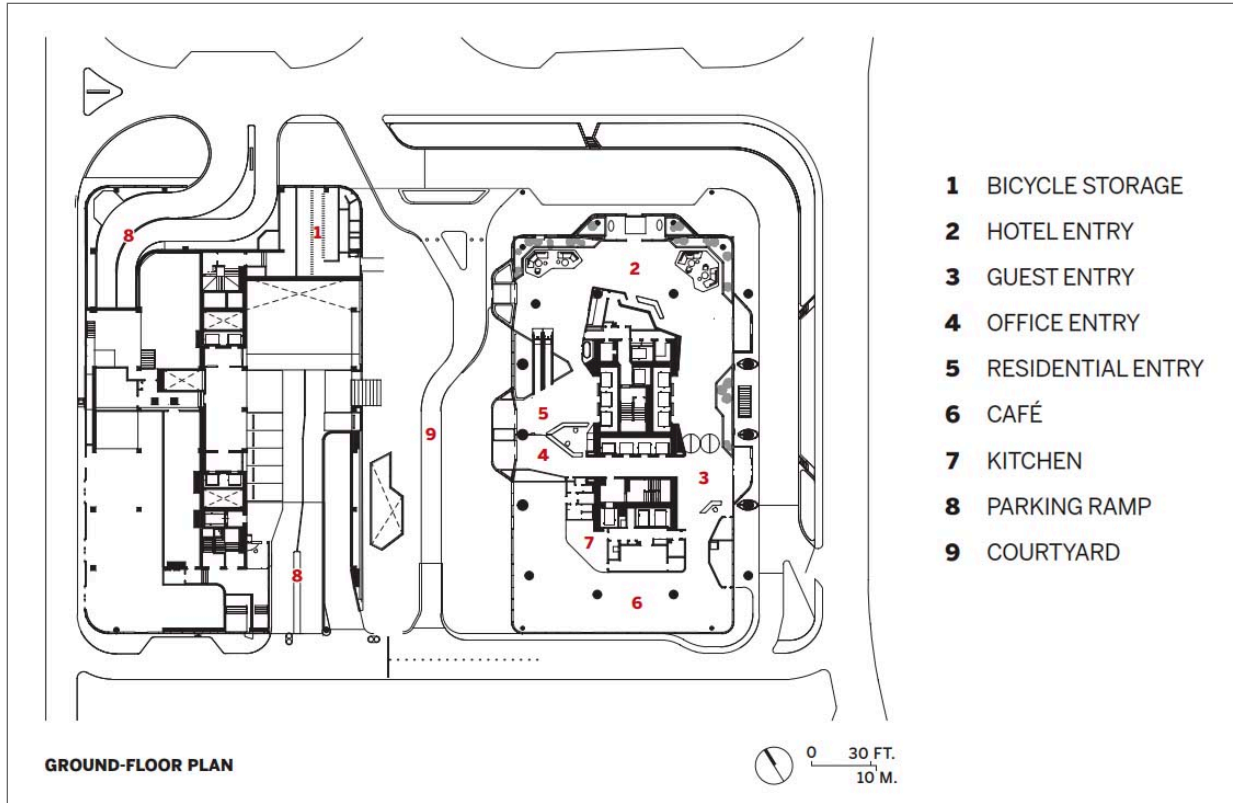 8
1
2
5
4
9
3
7
8
6
1 BICYCLE STORAGE
2 HOTEL ENTRY
3 GUEST ENTRY
4 OFFICE ENTRY
5 RESIDENTIAL ENTRY
6 CAFÉ
7 KITCHEN
8 PARKING RAMP
9 COURTYARD
GROUND-FLOOR PLAN
0 30 FT.
10 M.